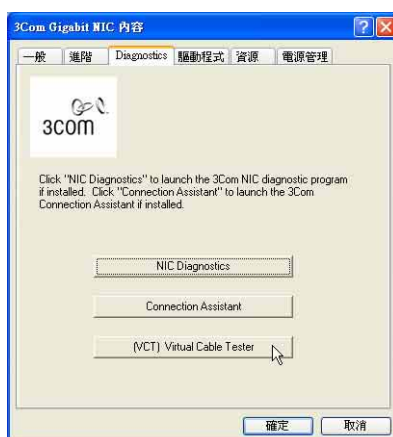 3Com Gigabit NIC 內容
一般 進階 Diagnostics 驅動程式 資源 電源管理
3com
Click "NIC Diagnostics" to launch the 3Com NIC diagnostic program
if installed. Click "Connection Assistant" to launch the 3Com
Connection Assistant if installed.
NIC Diagnostics
Connection Assistant
(VCT) Virtual Cable Tester
確定 取消